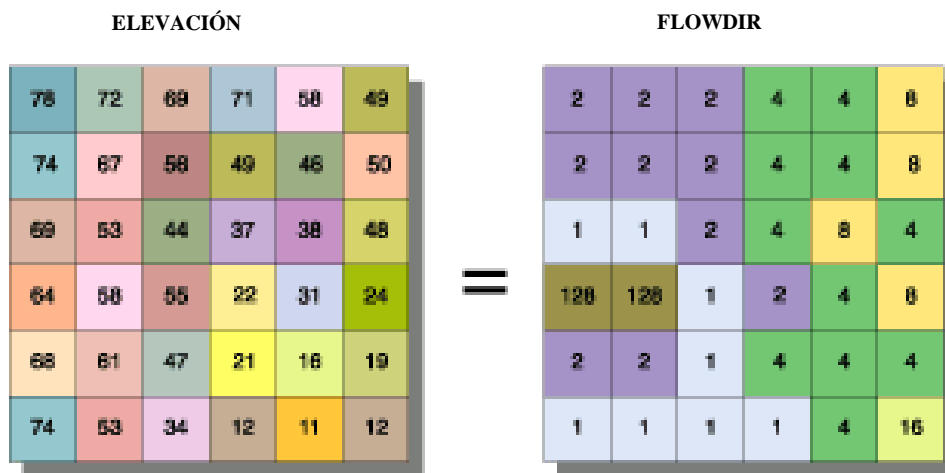 ELEVACIÓN FLOWDIR
78 72 69 71 58 49 2 2 2 4 4 8
74 67 56 49 46 50 2 2 2 4 4 8
69 53 44 37 38 48 1 1 2 4 8 4
64 58 55 22 31 24 = 128 128 1 2 4 8
68 61 47 21 16 19 2 2 1 4 4 4
74 53 34 12 11 12 1 1 1 1 4 16